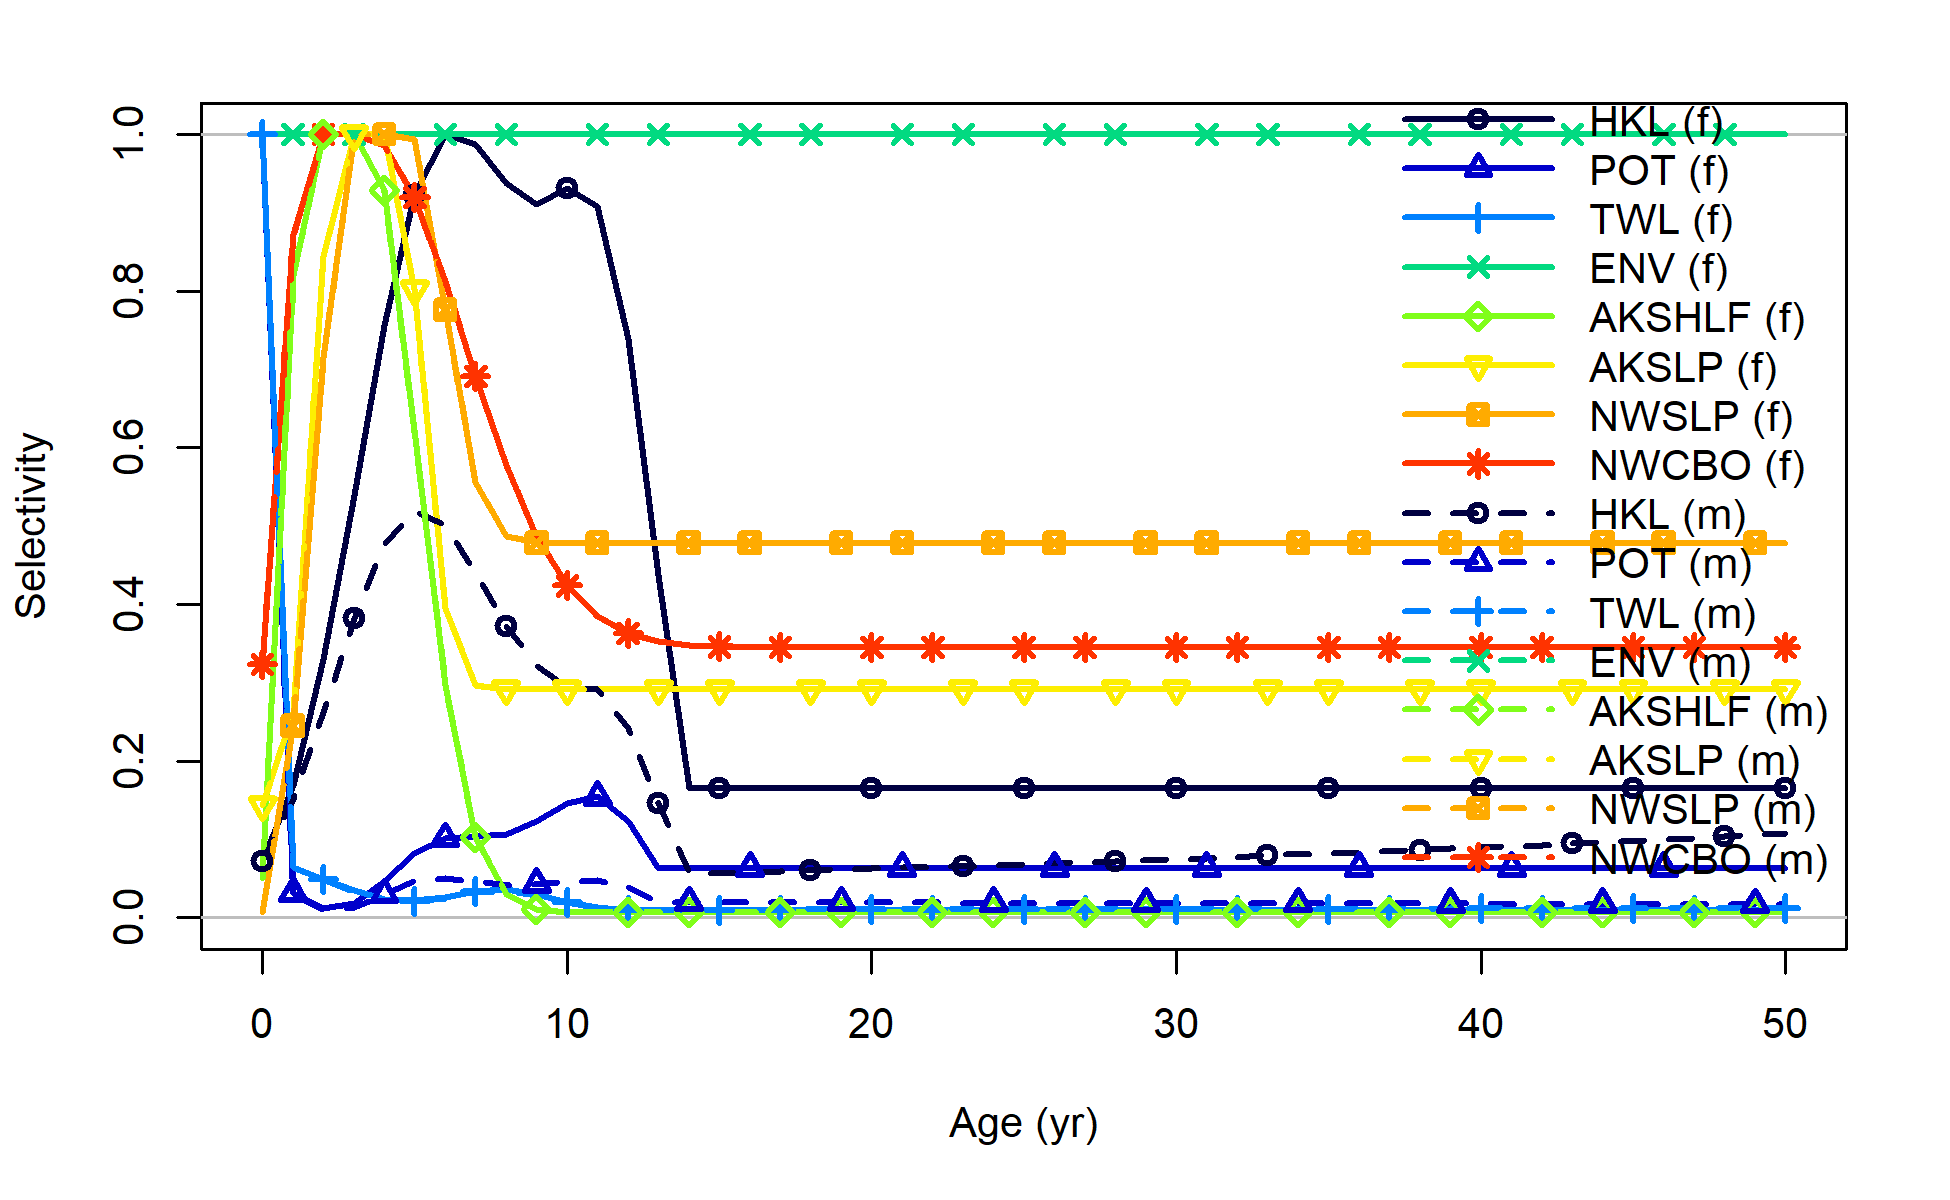 Selectivity
1.0
0.8
0.6
0.4
0.2
0.0
HKL (f)
POT (f)
TWL (f)
ENV (f)
AKSHLF (f)
AKSLP (f)
NWSLP (f)
NWCBO (f)
HKL (m)
POT (m)
TWL (m)
ENV (m)
AKSHLF (m)
AKSLP (m)
NWSLP (m)
NWCBO (m)
0 10 20 30 40 50
Age (yr)